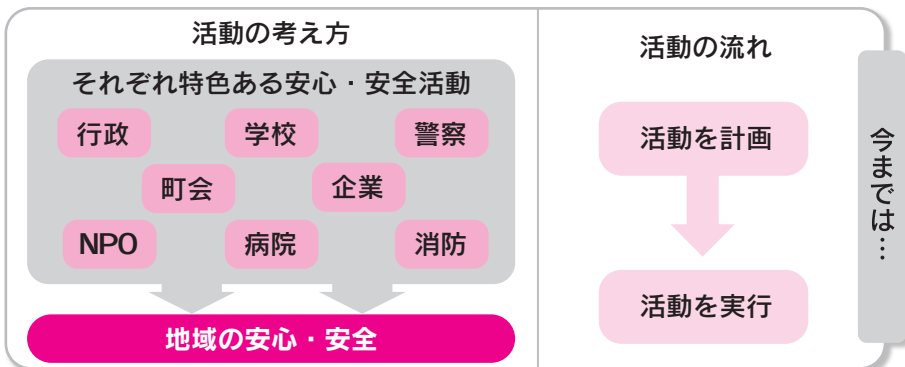 活動の考え方
それぞれ特色ある安心・安全活動
行政
学校
警察
町会
企業
NPO
病院
消防
地域の安心・安全
活動の流れ
活動を計画
活動を実行
今までは…